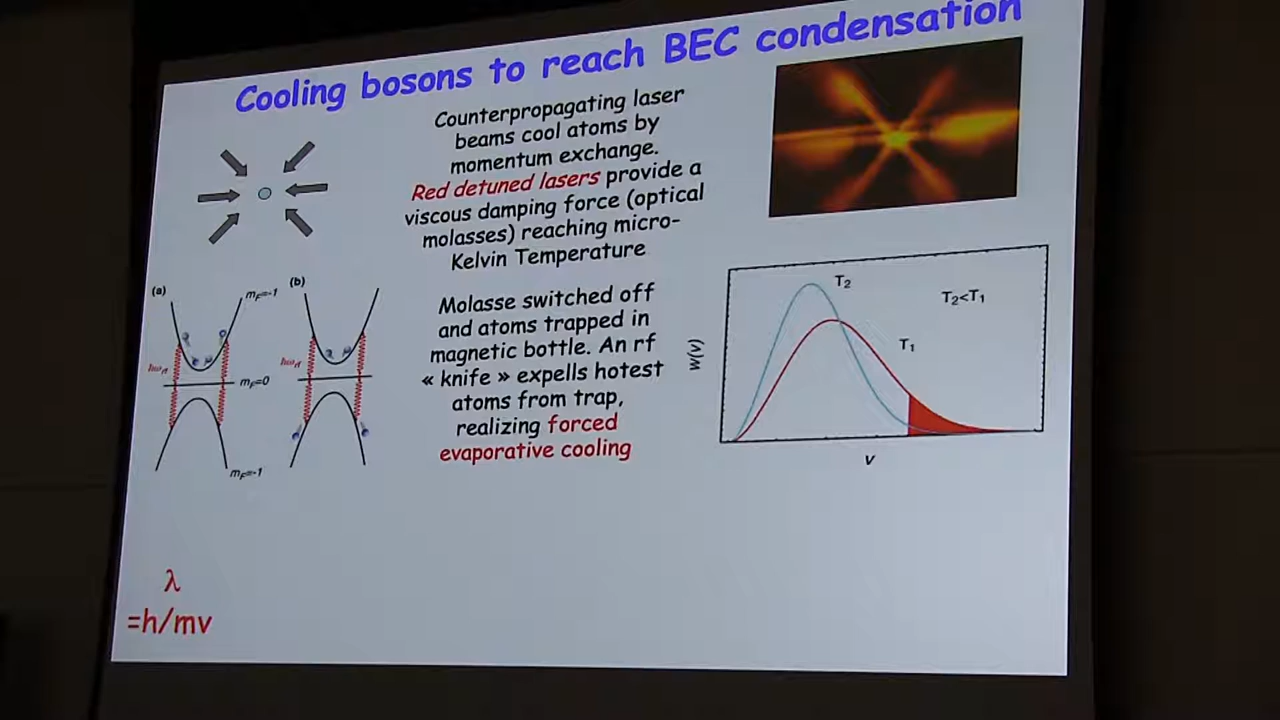 Cooling bosons to reach BEC condensation
Counterpropagating laser
beams cool atoms by
momentum exchange.
Red detuned lasers provide a
viscous damping force (optical
molasses) reaching micro-
Kelvin Temperature
(a)
(b)
mF=-1
ħωrf
ħωrf
mF=0
mF=-1
Molasse switched off
and atoms trapped in
magnetic bottle. An rf
« knife » expells hotest
atoms from trap,
realizing forced
evaporative cooling
T2
T2<T1
T1
w(v)
v
λ
=h/mv